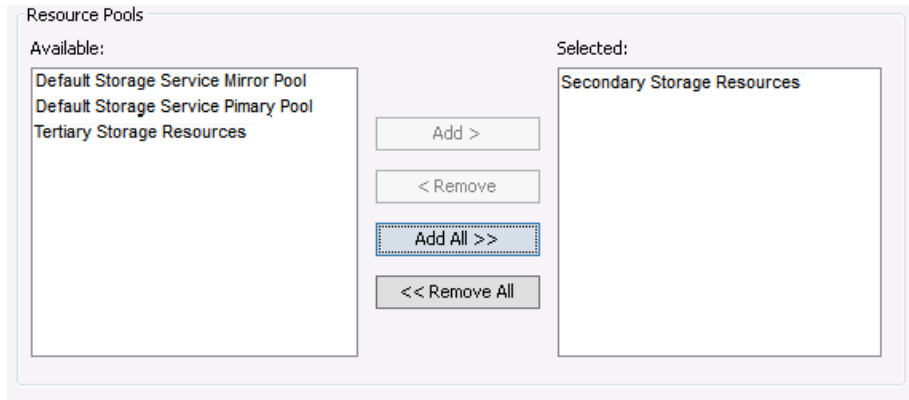 Resource Pools
Available:
Selected:
Default Storage Service Mirror Pool
Default Storage Service Pimary Pool
Tertiary Storage Resources
Add >
< Remove
Add All >>
<< Remove All
Secondary Storage Resources